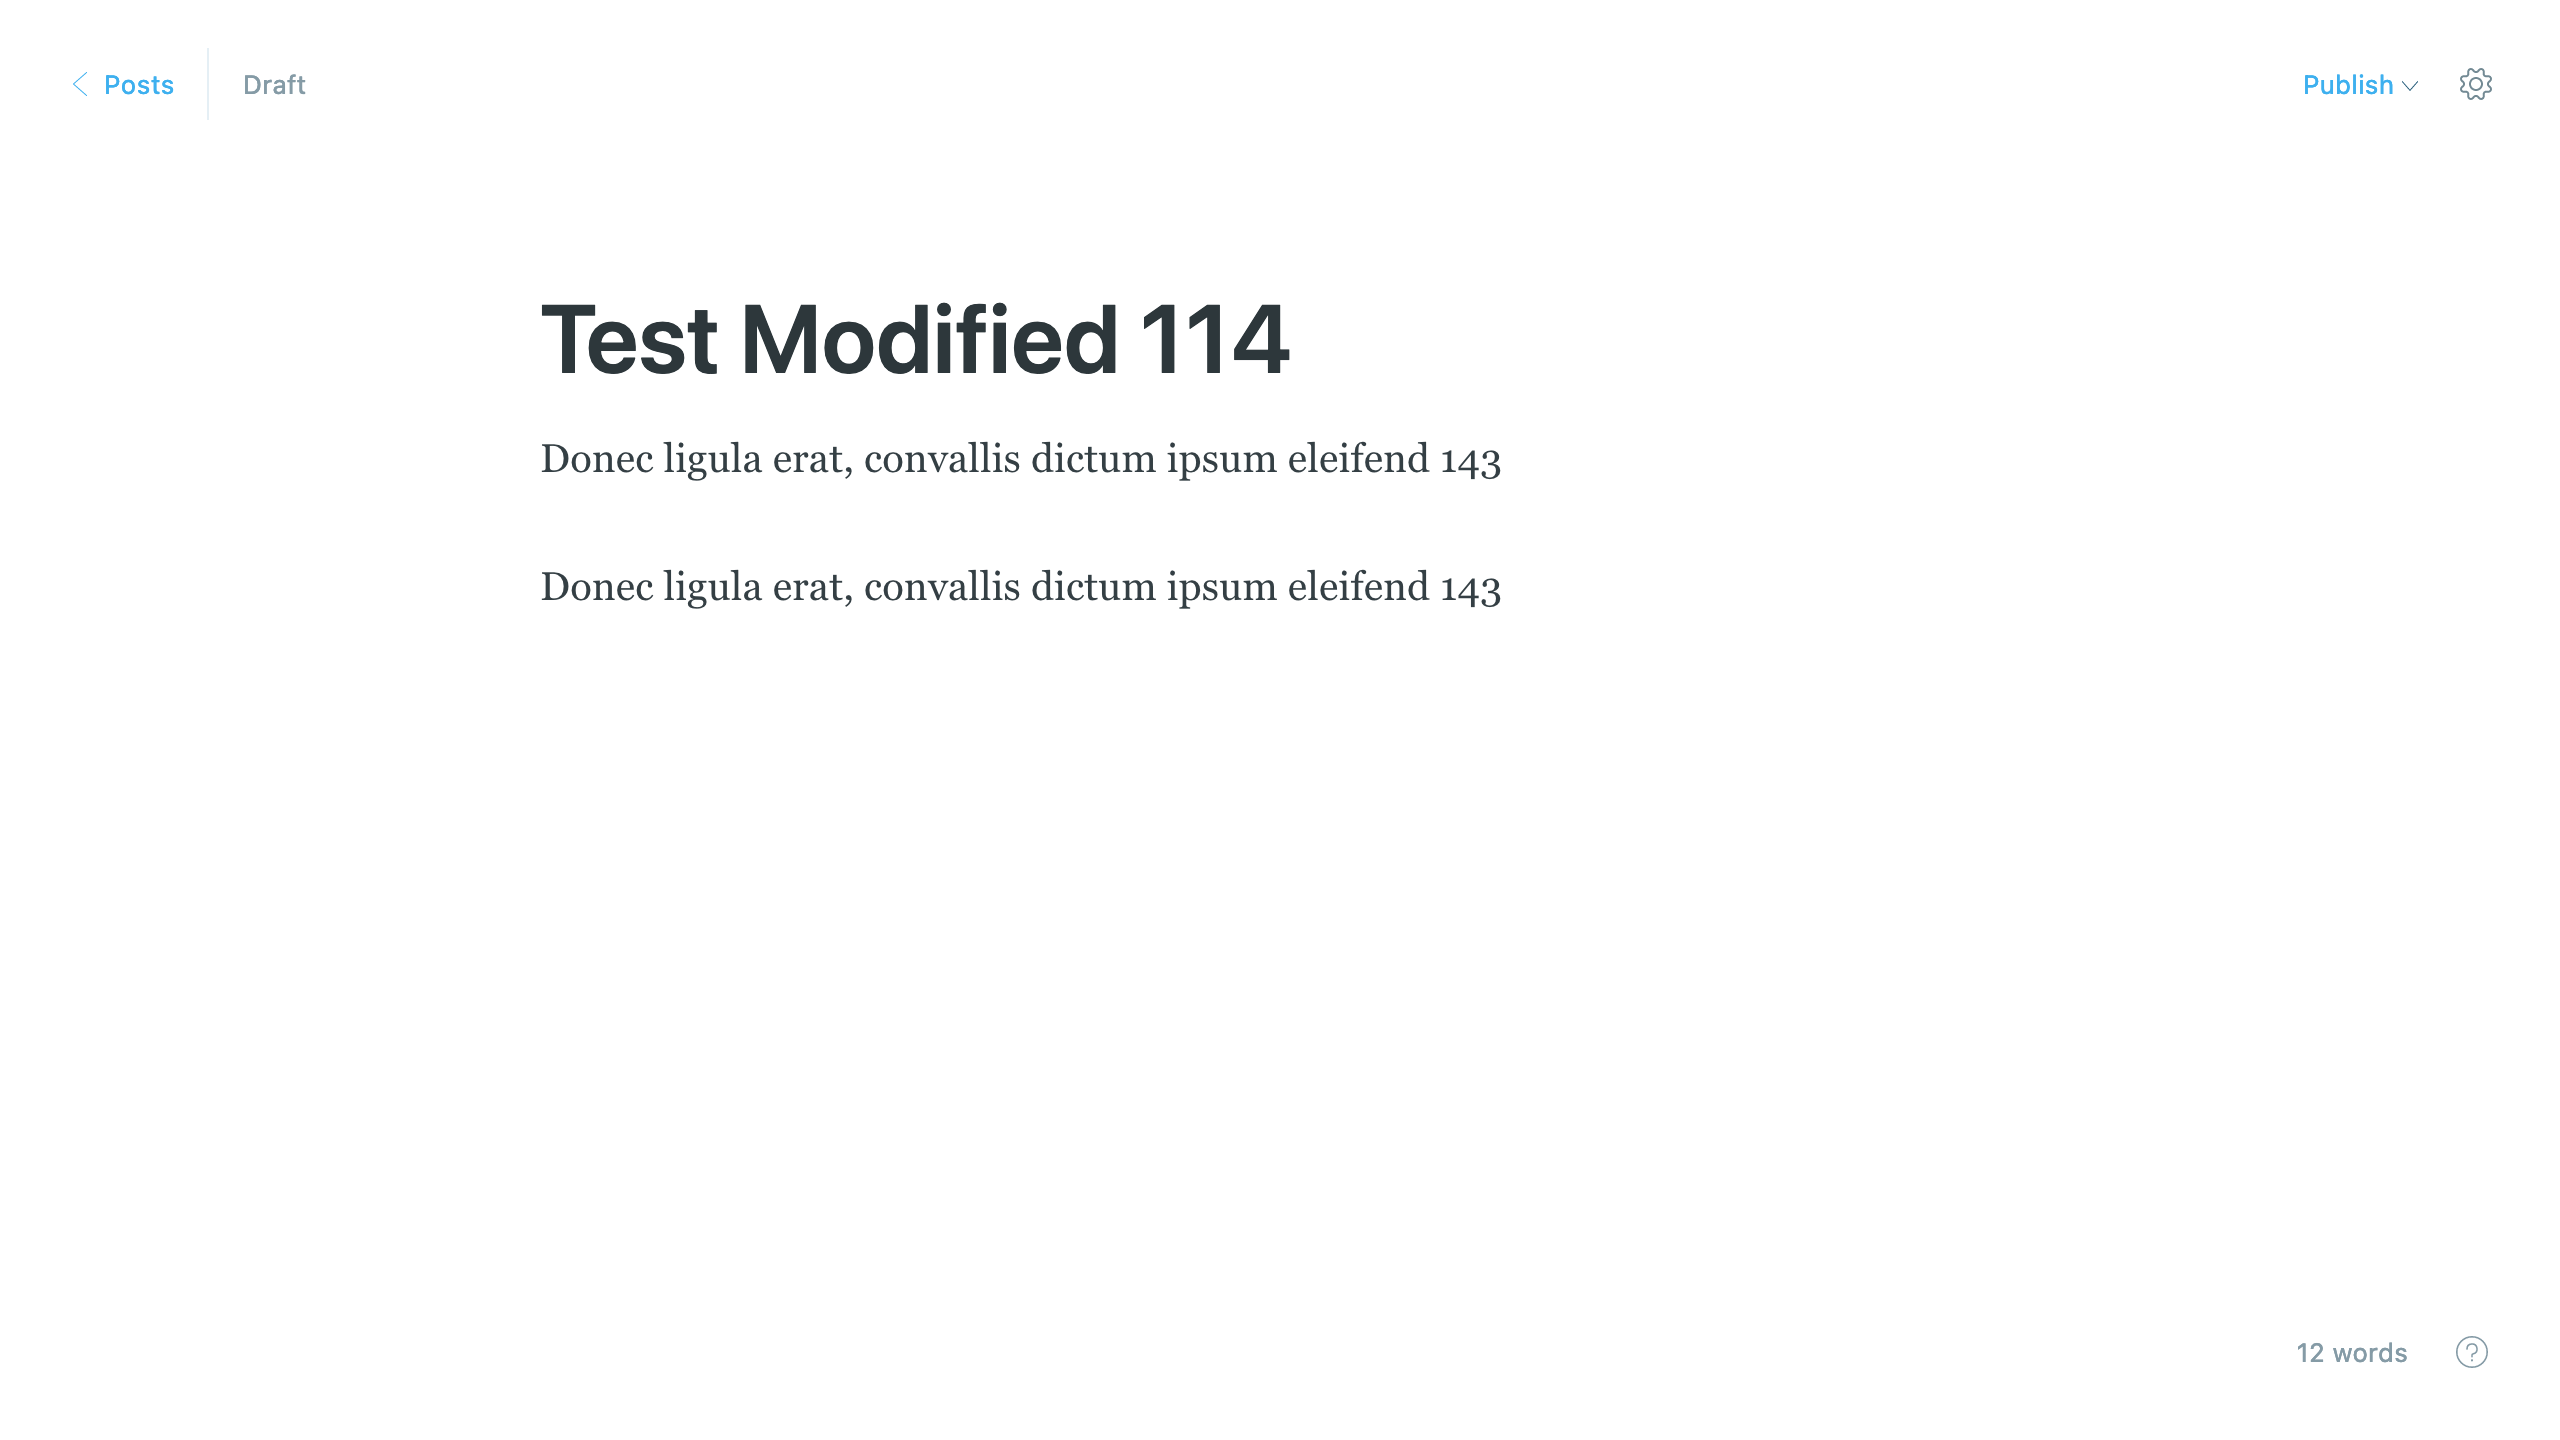 Posts
Draft
Publish
Test Modified 114
Donec ligula erat, convallis dictum ipsum eleifend 143
Donec ligula erat, convallis dictum ipsum eleifend 143
12 words
?